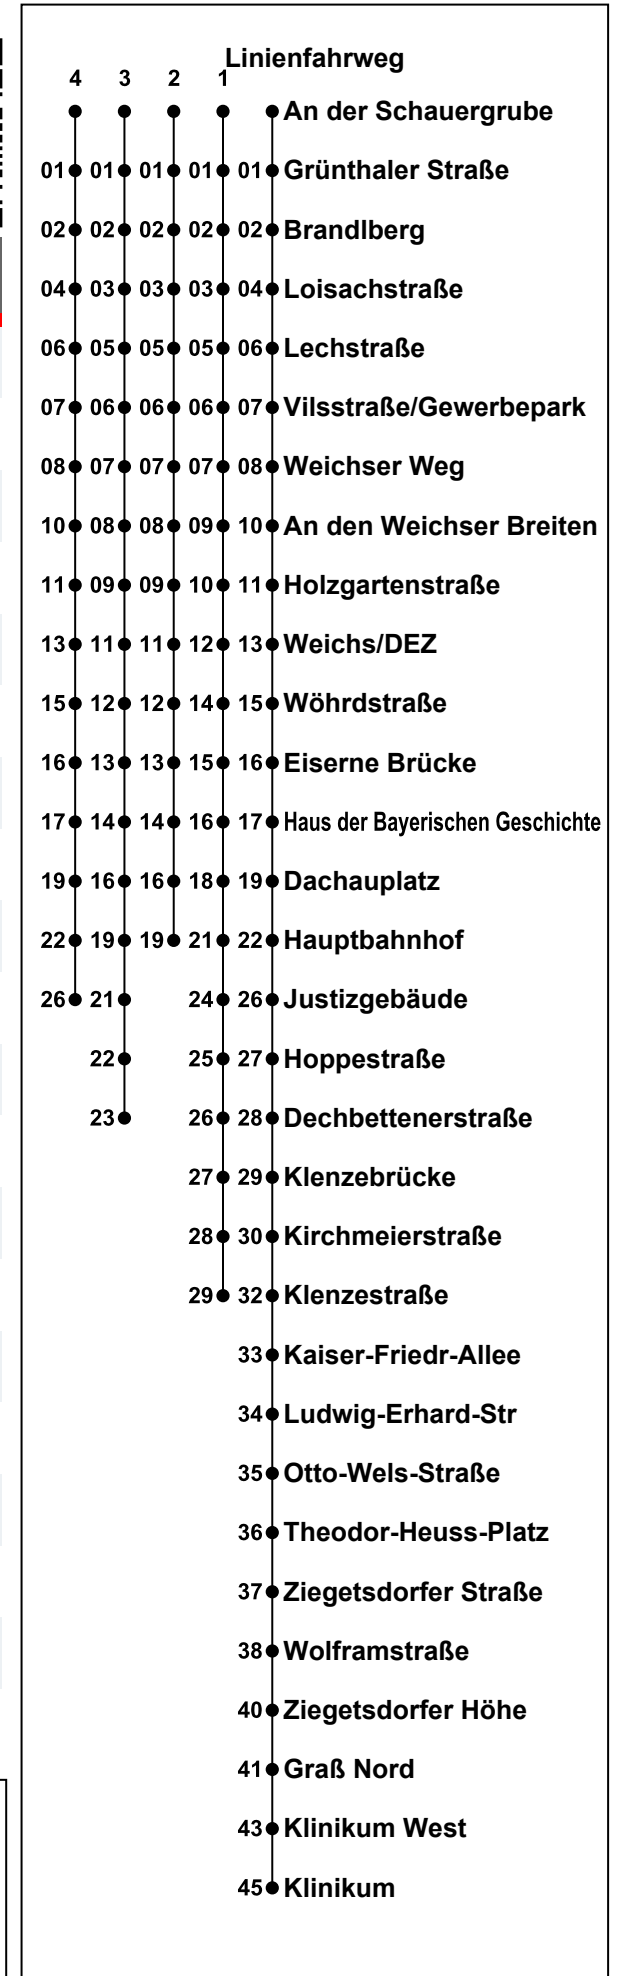 Linienfahrweg
4 3 2 1
An der Schauergrube
01 01 01 01 01 Grünthaler Straße
02 02 02 02 02 Brandlberg
04 03 03 03 04 Loisachstraße
06 05 05 05 06 Lechstraße
07 06 06 06 07 Vilsstraße/Gewerbepark
08 07 07 07 08 Weichser Weg
10 08 08 09 10 An den Weichser Breiten
11 09 09 10 11 Holzgartenstraße
13 11 11 12 13 Weichs/DEZ
15 12 12 14 15 Wöhrdstraße
16 13 13 15 16 Eiserne Brücke
17 14 14 16 17 Haus der Bayerischen Geschichte
19 16 16 18 19 Dachauplatz
22 19 19 21 22 Hauptbahnhof
26 21 24 26 Justizgebäude
22 25 27 Hoppestraße
23 26 28 Dechbettenerstraße
27 29 Klenzebrücke
28 30 Kirchmeierstraße
29 32 Klenzestraße
33 Kaiser-Friedr-Allee
34 Ludwig-Erhard-Str
35 Otto-Wels-Straße
36 Theodor-Heuss-Platz
37 Ziegetsdorfer Straße
38 Wolframstraße
40 Ziegetsdorfer Höhe
41 Graß Nord
43 Klinikum West
45 Klinikum